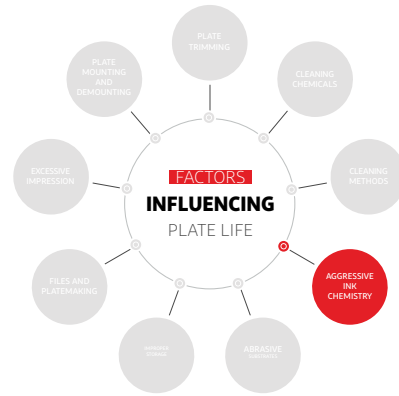 PLATE
TRIMMING
CLEANING
CHEMICALS
CLEANING
METHODS
AGGRESSIVE
INK
CHEMISTRY
ABRASIVE
SUBSTRATES
STORAGE
FILES AND
PLATEMAKING
EXCESSIVE
IMPRESSION
PLATE
MOUNTING
AND
DEMOUNTING
FACTORS
INFLUENCING
PLATE LIFE